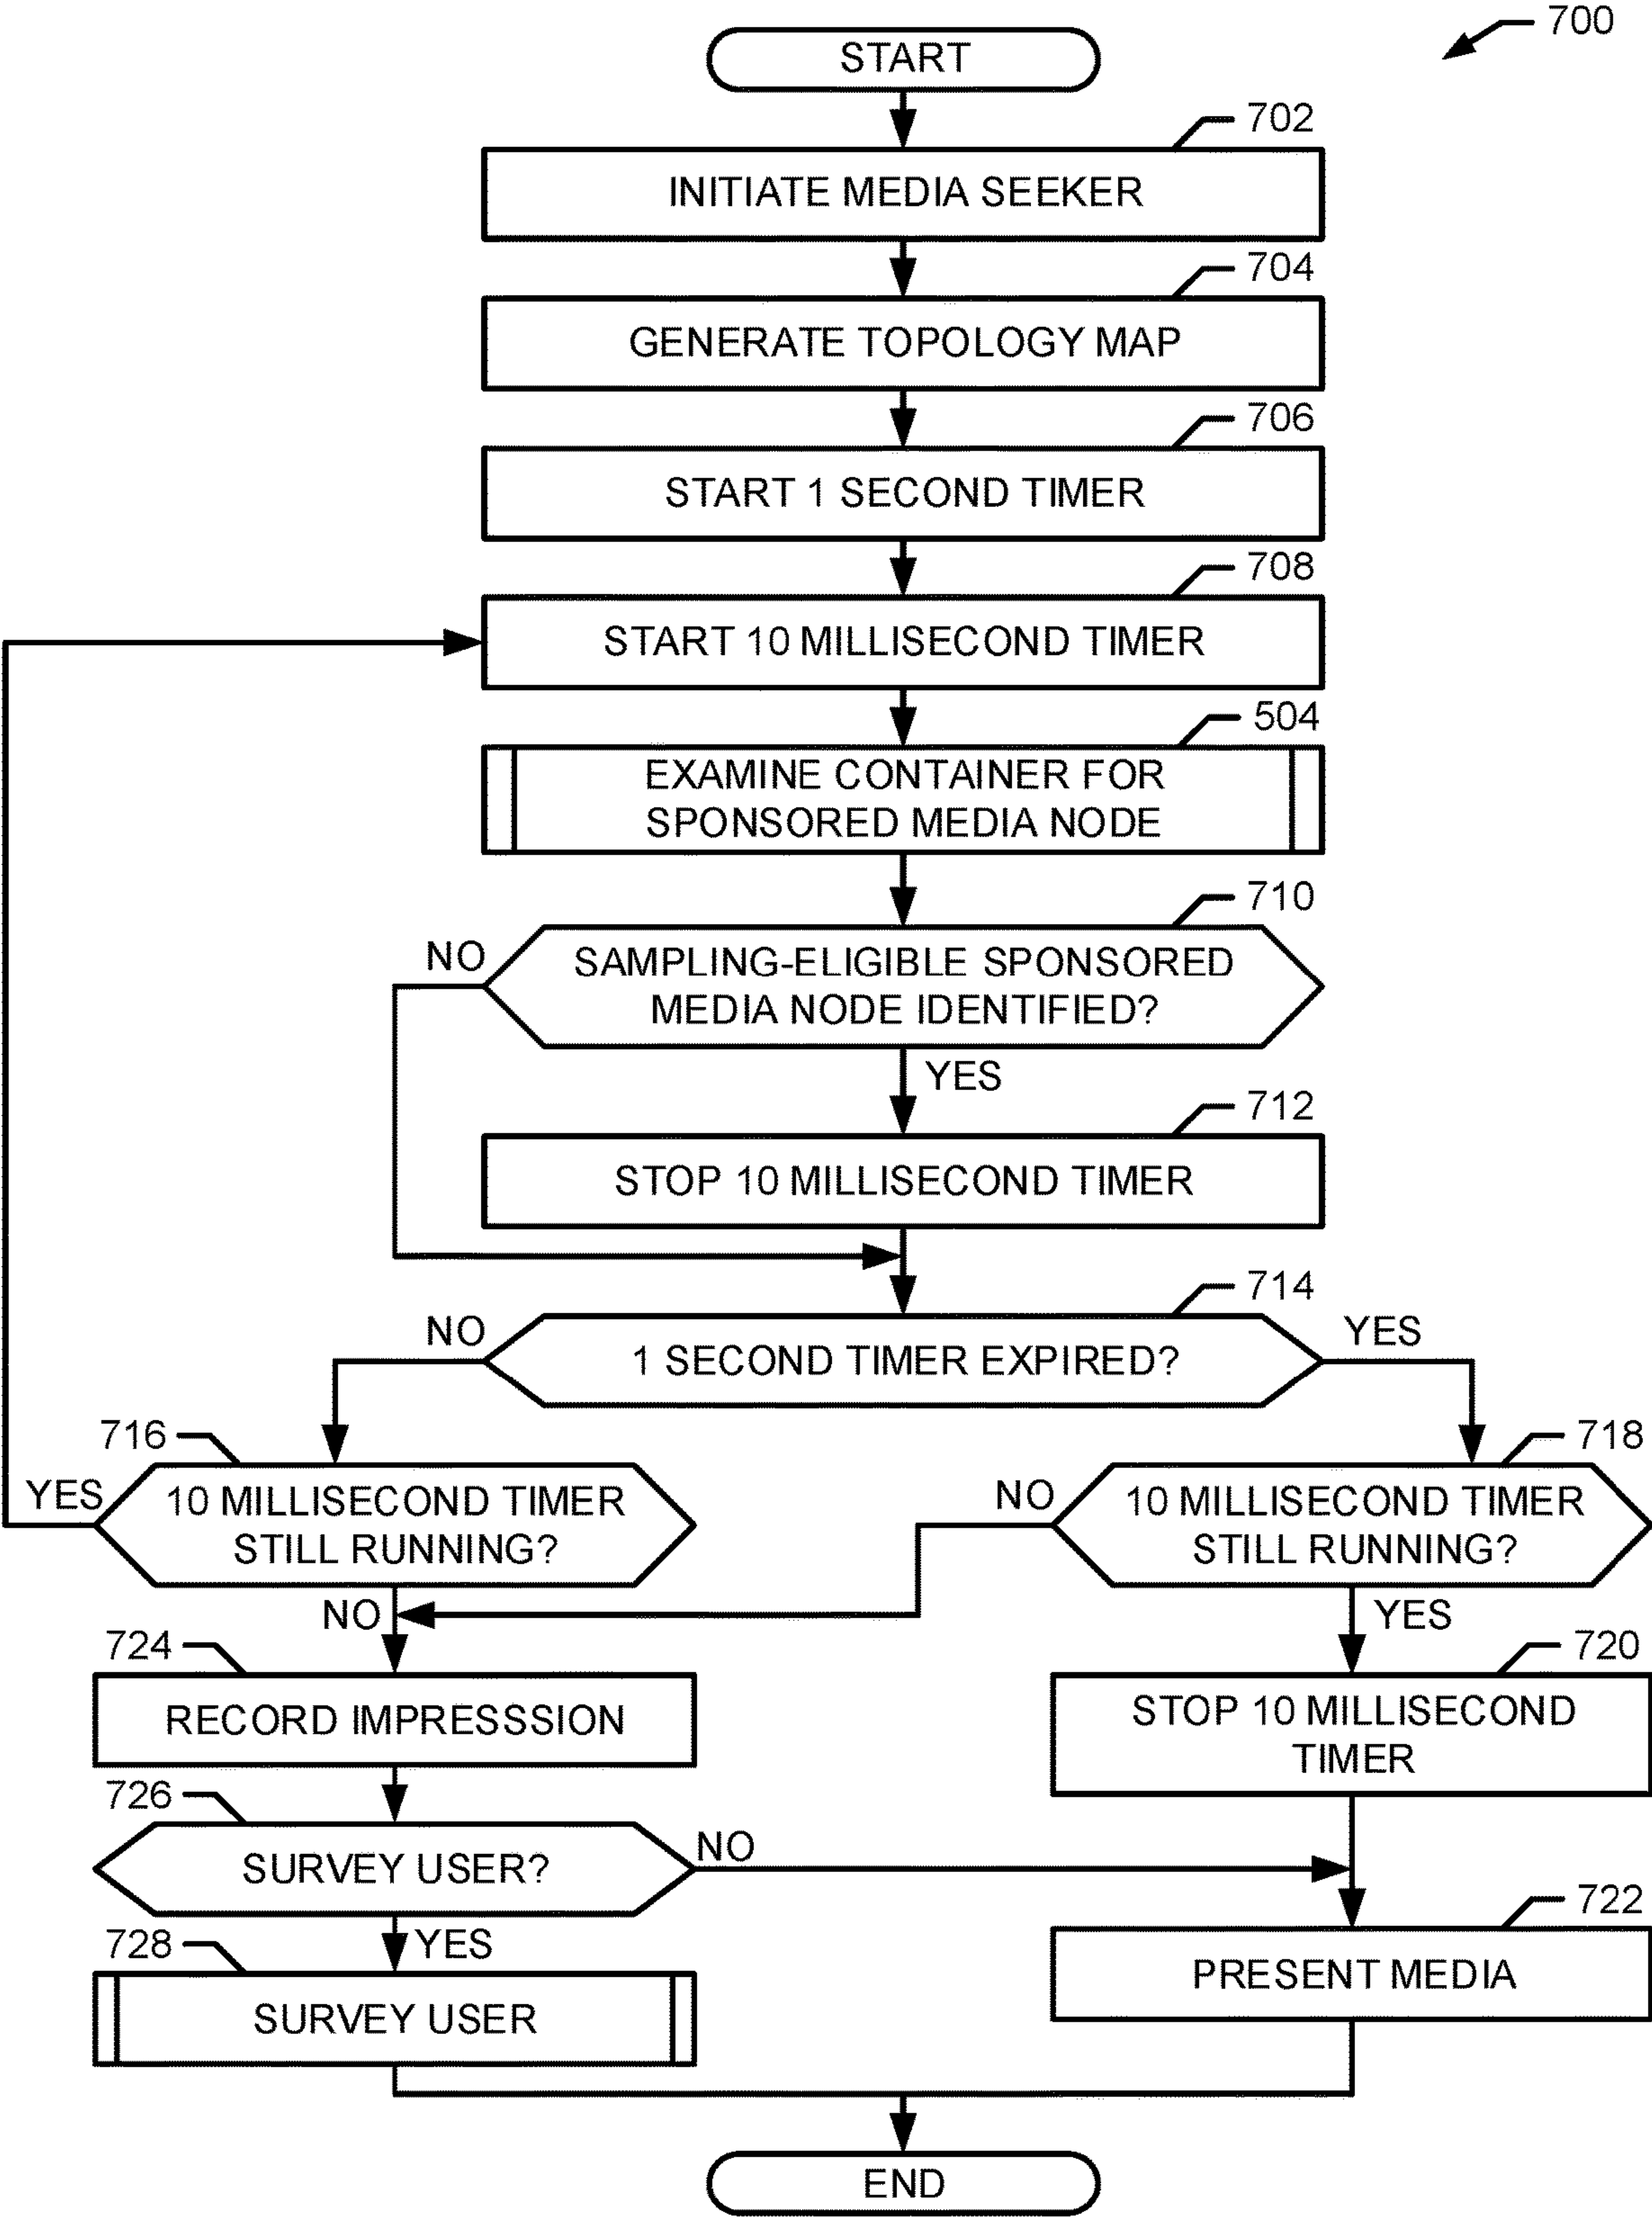 700
START
702
INITIATE MEDIA SEEKER
704
GENERATE TOPOLOGY MAP
706
START 1 SECOND TIMER
708
START 10 MILLISECOND TIMER
504
EXAMINE CONTAINER FOR
SPONSORED MEDIA NODE
710
NO
SAMPLING-ELIGIBLE SPONSORED
MEDIA NODE IDENTIFIED?
YES
712
STOP 10 MILLISECOND TIMER
714
NO
1 SECOND TIMER EXPIRED?
YES
716
YES
10 MILLISECOND TIMER
STILL RUNNING?
NO
718
NO
10 MILLISECOND TIMER
STILL RUNNING?
YES
724
RECORD IMPRESSSION
720
STOP 10 MILLISECOND
TIMER
726
SURVEY USER?
NO
YES
722
PRESENT MEDIA
728
SURVEY USER
END